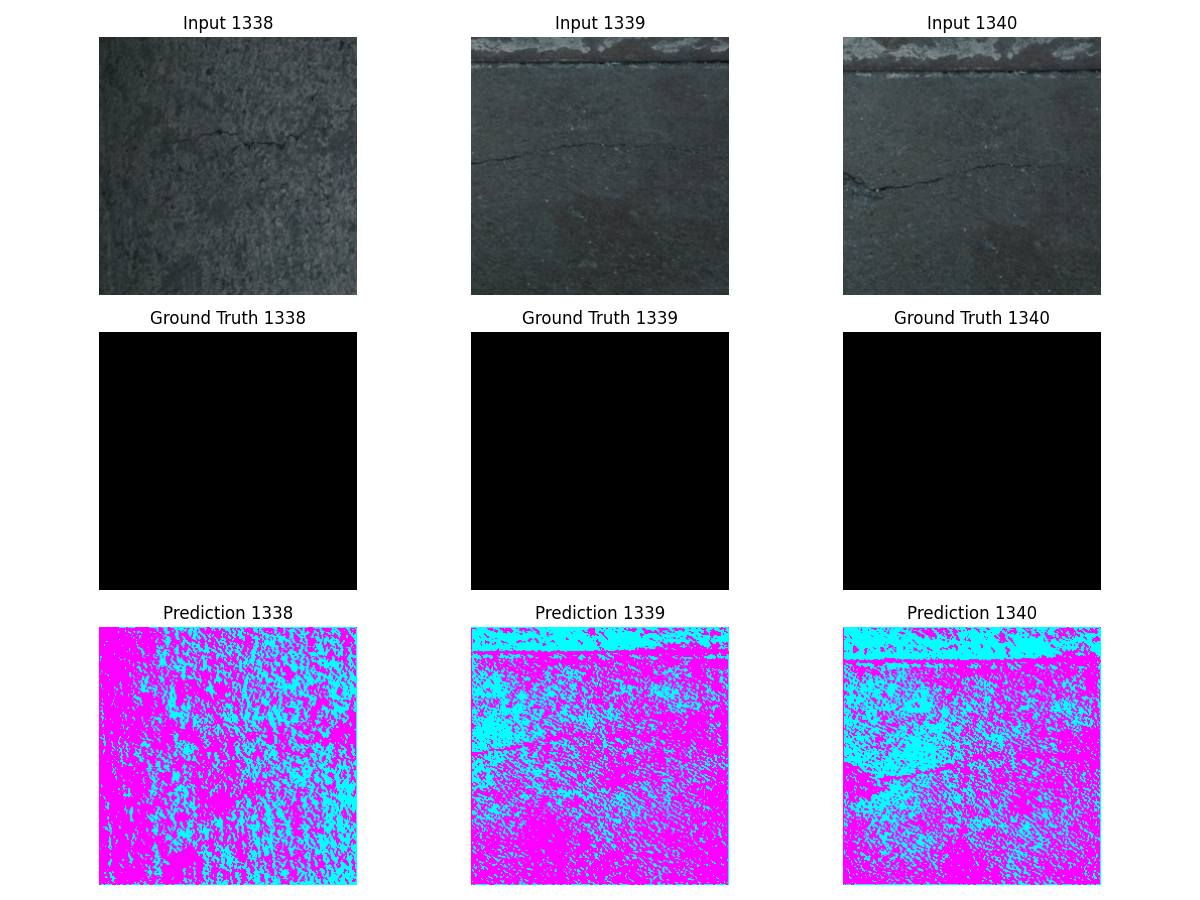 Input 1338
Input 1339
Input 1340
Ground Truth 1338
Ground Truth 1339
Ground Truth 1340
Prediction 1338
Prediction 1339
Prediction 1340